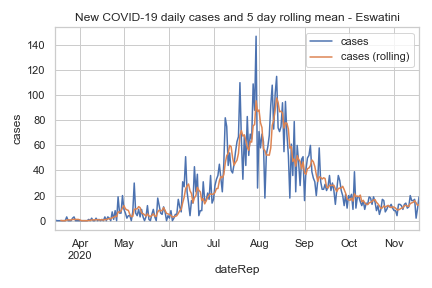 New COVID-19 daily cases and 5 day rolling mean - Eswatini
cases
cases (rolling)
cases
140
120
100
80
60
40
20
0
Apr May Jun Jul Aug Sep Oct Nov
2020
dateRep